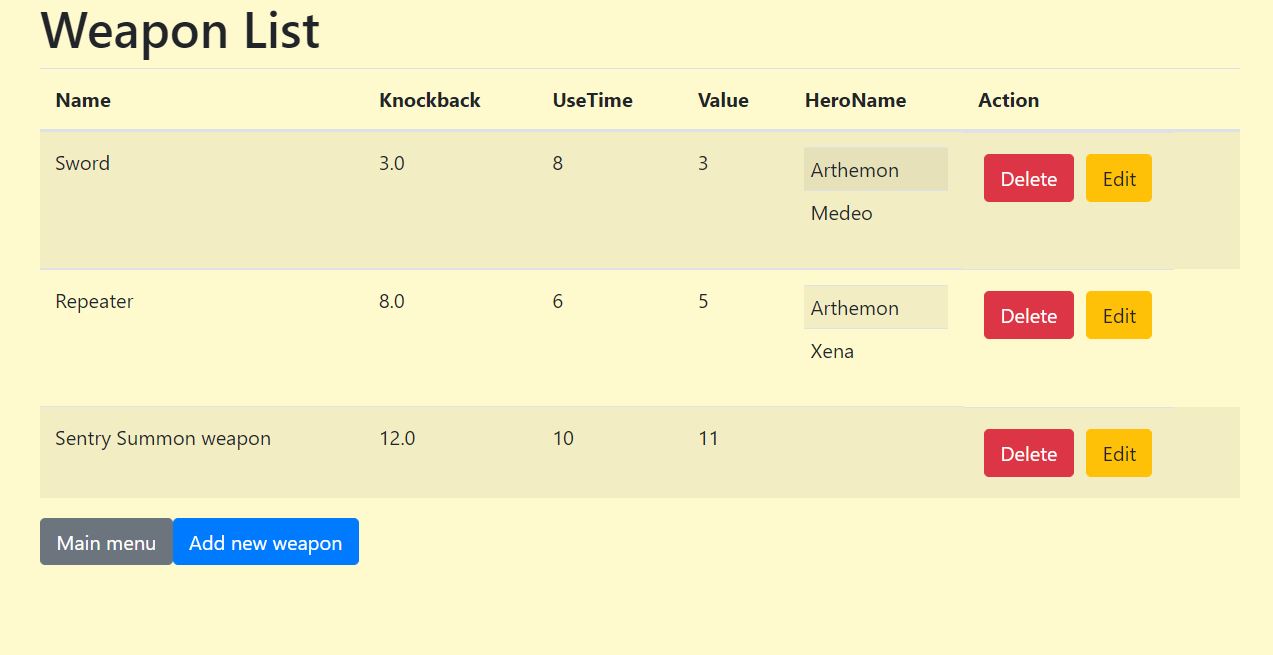 Weapon List
Name Knockback UseTime Value HeroName Action
Sword 3.0 8 3 Arthemon Delete Edit
Medeo
Repeater 8.0 6 5 Arthemon Delete Edit
Xena
Sentry Summon weapon 12.0 10 11 Delete Edit
Main menu Add new weapon